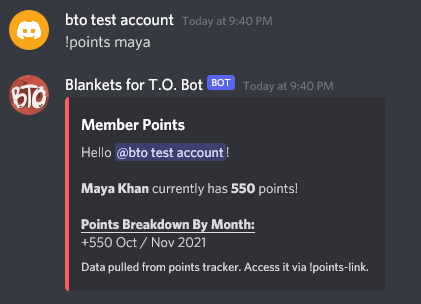 bto test account Today at 9:40 PM
!points maya
BTO
Blankets for T.O. Bot BOT Today at 9:40 PM
Member Points
Hello @bto test account!
Maya Khan currently has 550 points!
Points Breakdown By Month:
+550 Oct / Nov 2021
Data pulled from points tracker. Access it via !points-link.